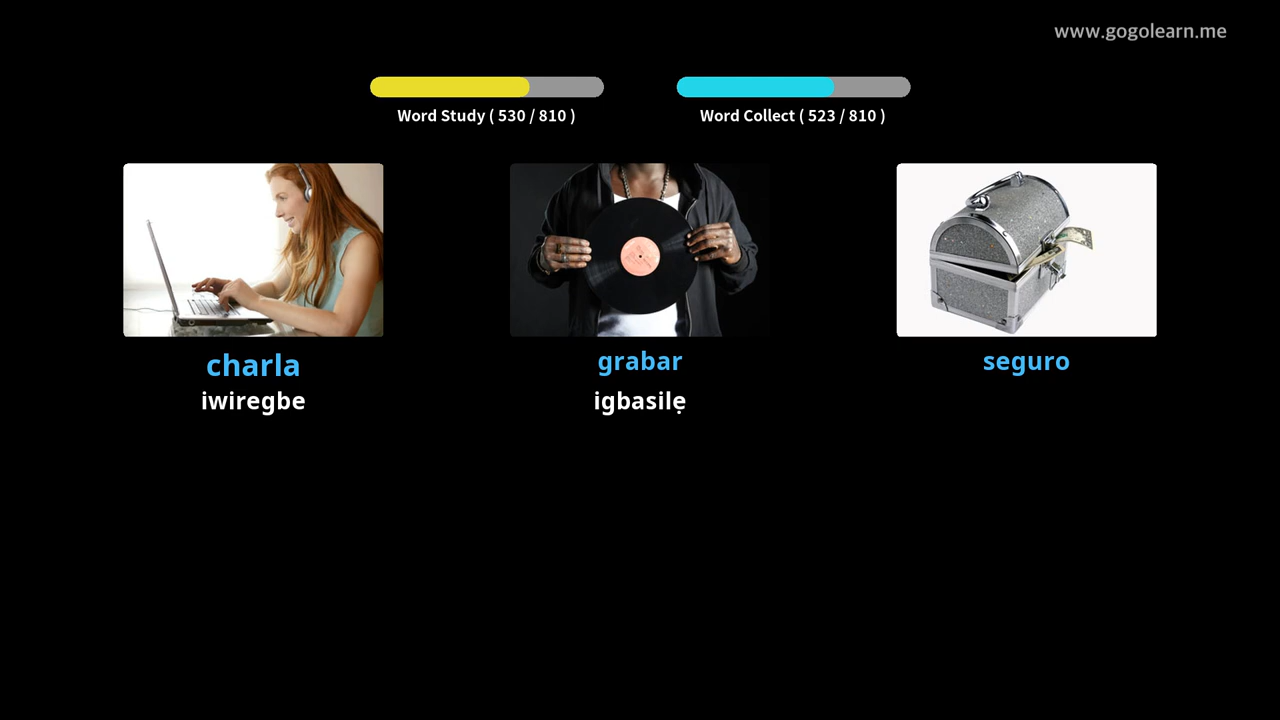 www.gogolearn.me
Word Study ( 530 / 810 )
Word Collect ( 523 / 810 )
charla
iwiregbe
grabar
igbasilẹ
seguro